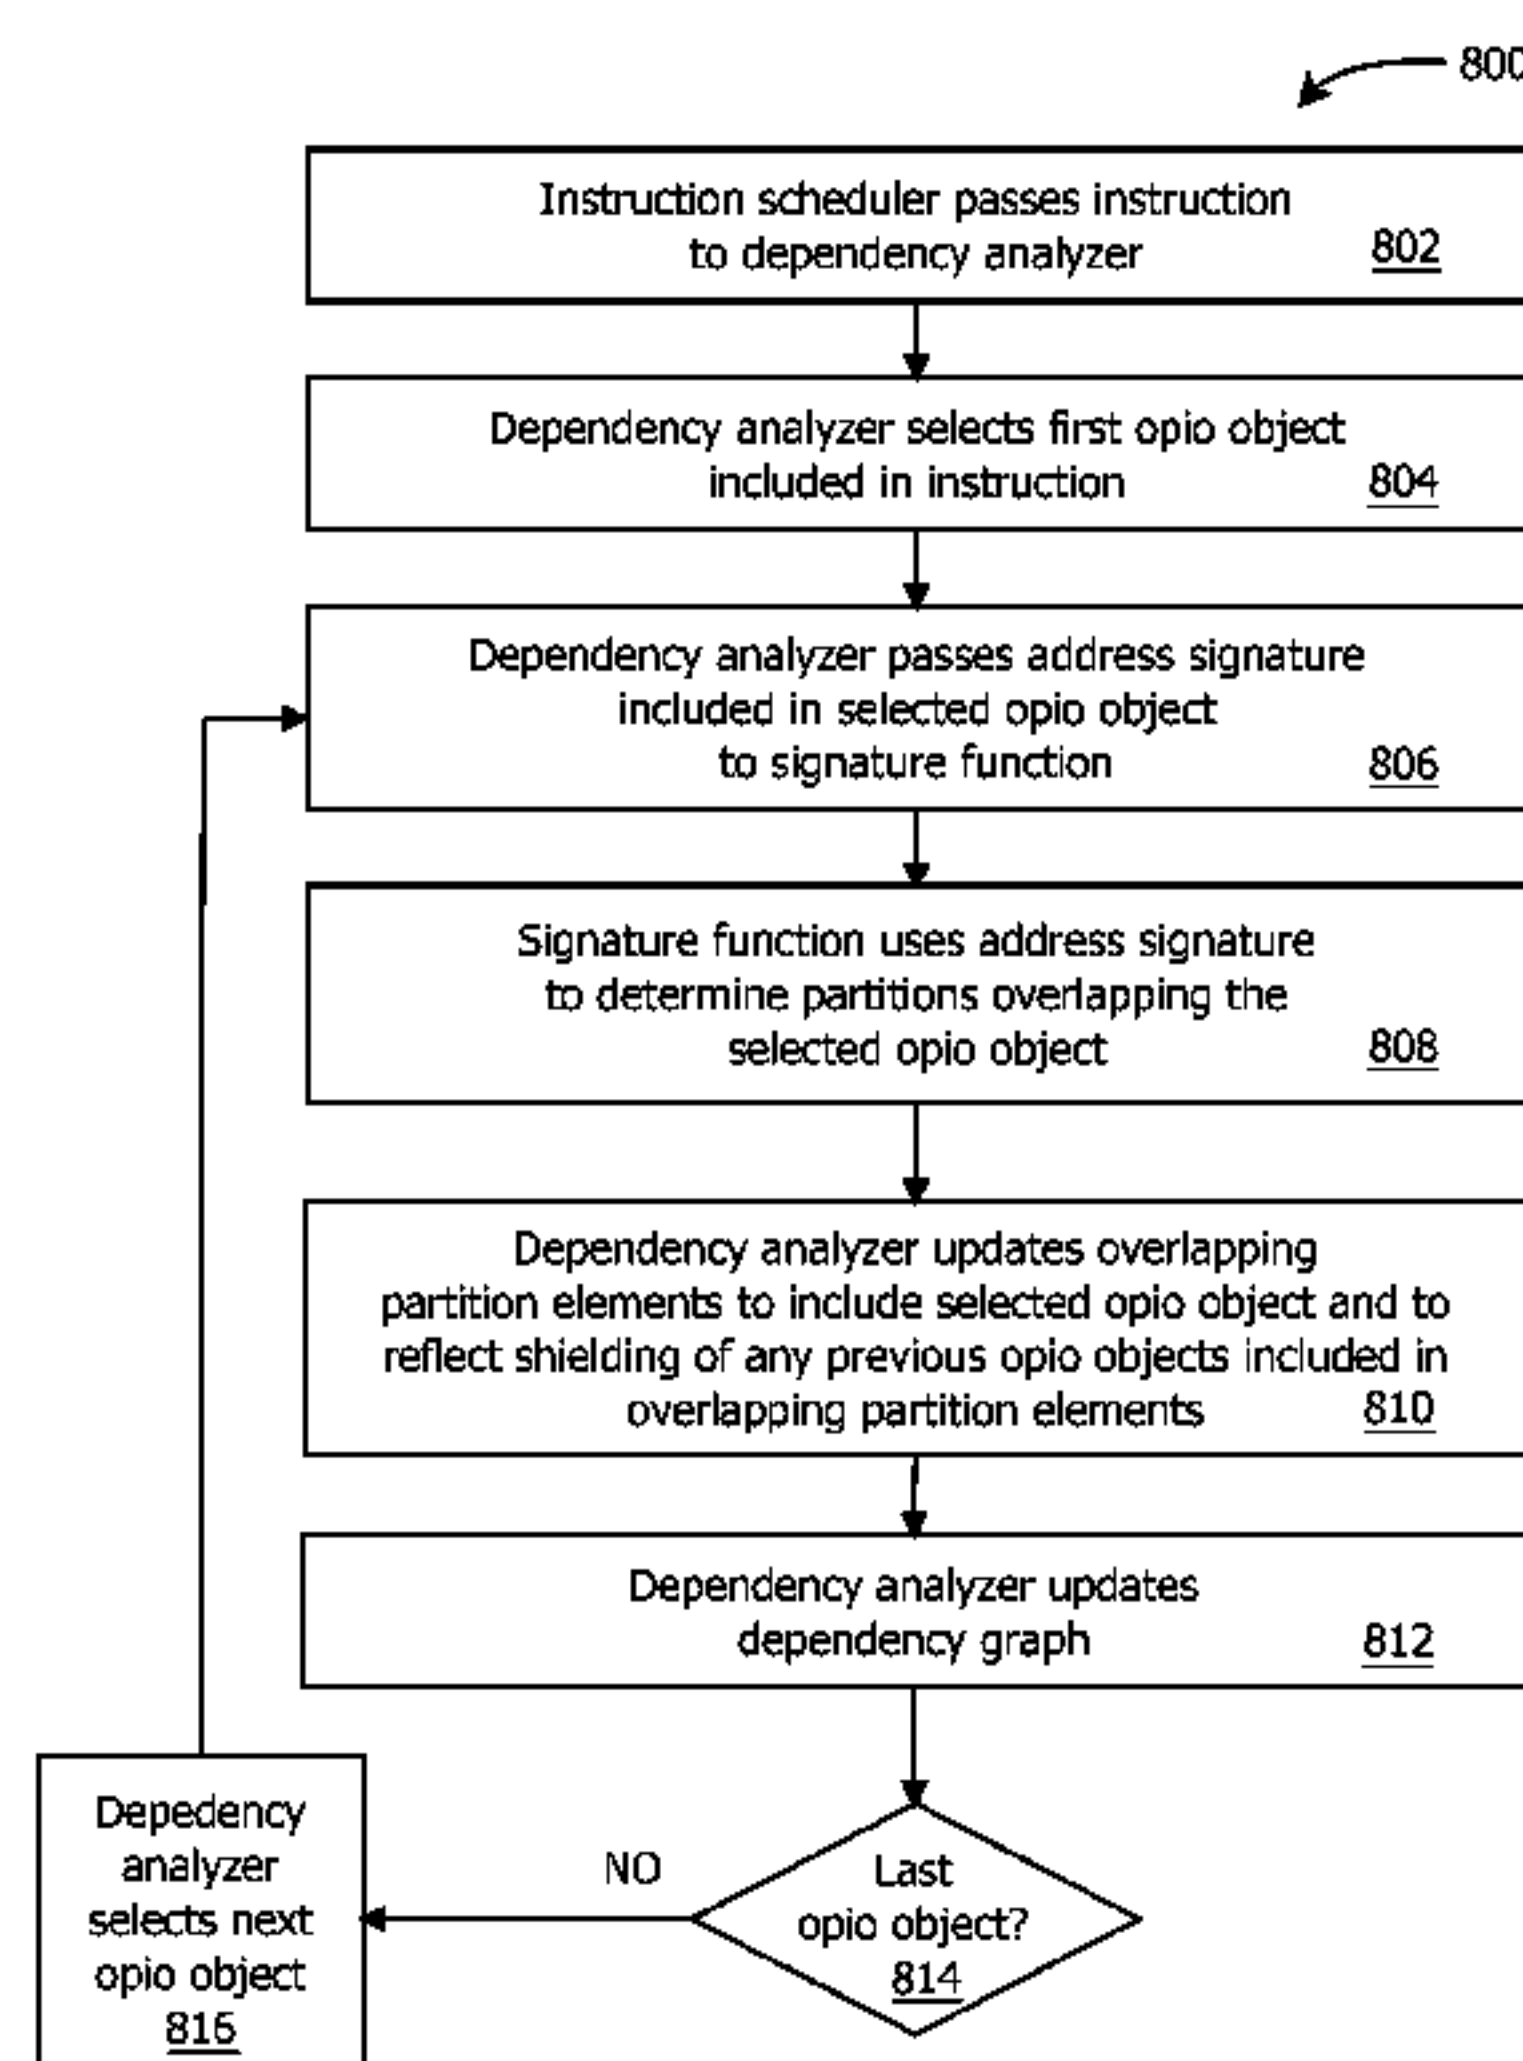 800
Instruction scheduler passes instruction
to dependency analyzer
802
Dependency analyzer selects first opio object
included in instruction
804
Dependency analyzer passes address signature
included in selected opio object
to signature function
806
Signature function uses address signature
to determine partitions overlapping the
selected opio object
808
Dependency analyzer updates overlapping
partition elements to include selected opio object and to
reflect shielding of any previous opio objects included in
overlapping partition elements
810
Dependency analyzer updates
dependency graph
812
Last
opio object?
814
NO
Depedency
analyzer
selects next
opio object
816